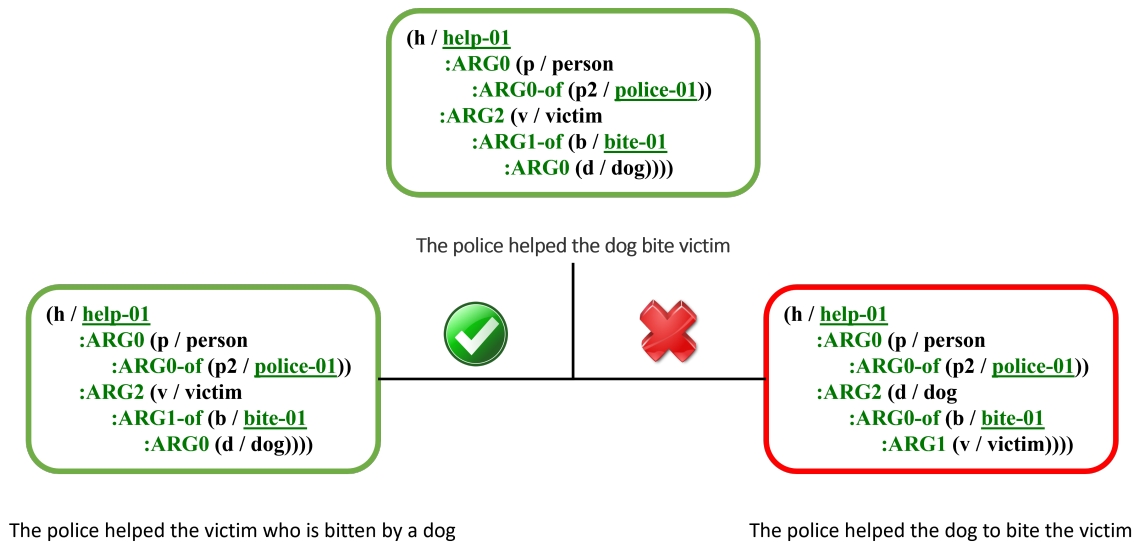 (h / help-01
:ARG0 (p / person
:ARG0-of (p2 / police-01))
:ARG2 (v / victim
:ARG1-of (b / bite-01
:ARG0 (d / dog))))
The police helped the dog bite victim
(h / help-01
:ARG0 (p / person
:ARG0-of (p2 / police-01))
:ARG2 (v / victim
:ARG1-of (b / bite-01
:ARG0 (d / dog))))
(h / help-01
:ARG0 (p / person
:ARG0-of (p2 / police-01))
:ARG2 (d / dog
:ARG0-of (b / bite-01
:ARG1 (v / victim))))
The police helped the victim who is bitten by a dog
The police helped the dog to bite the victim